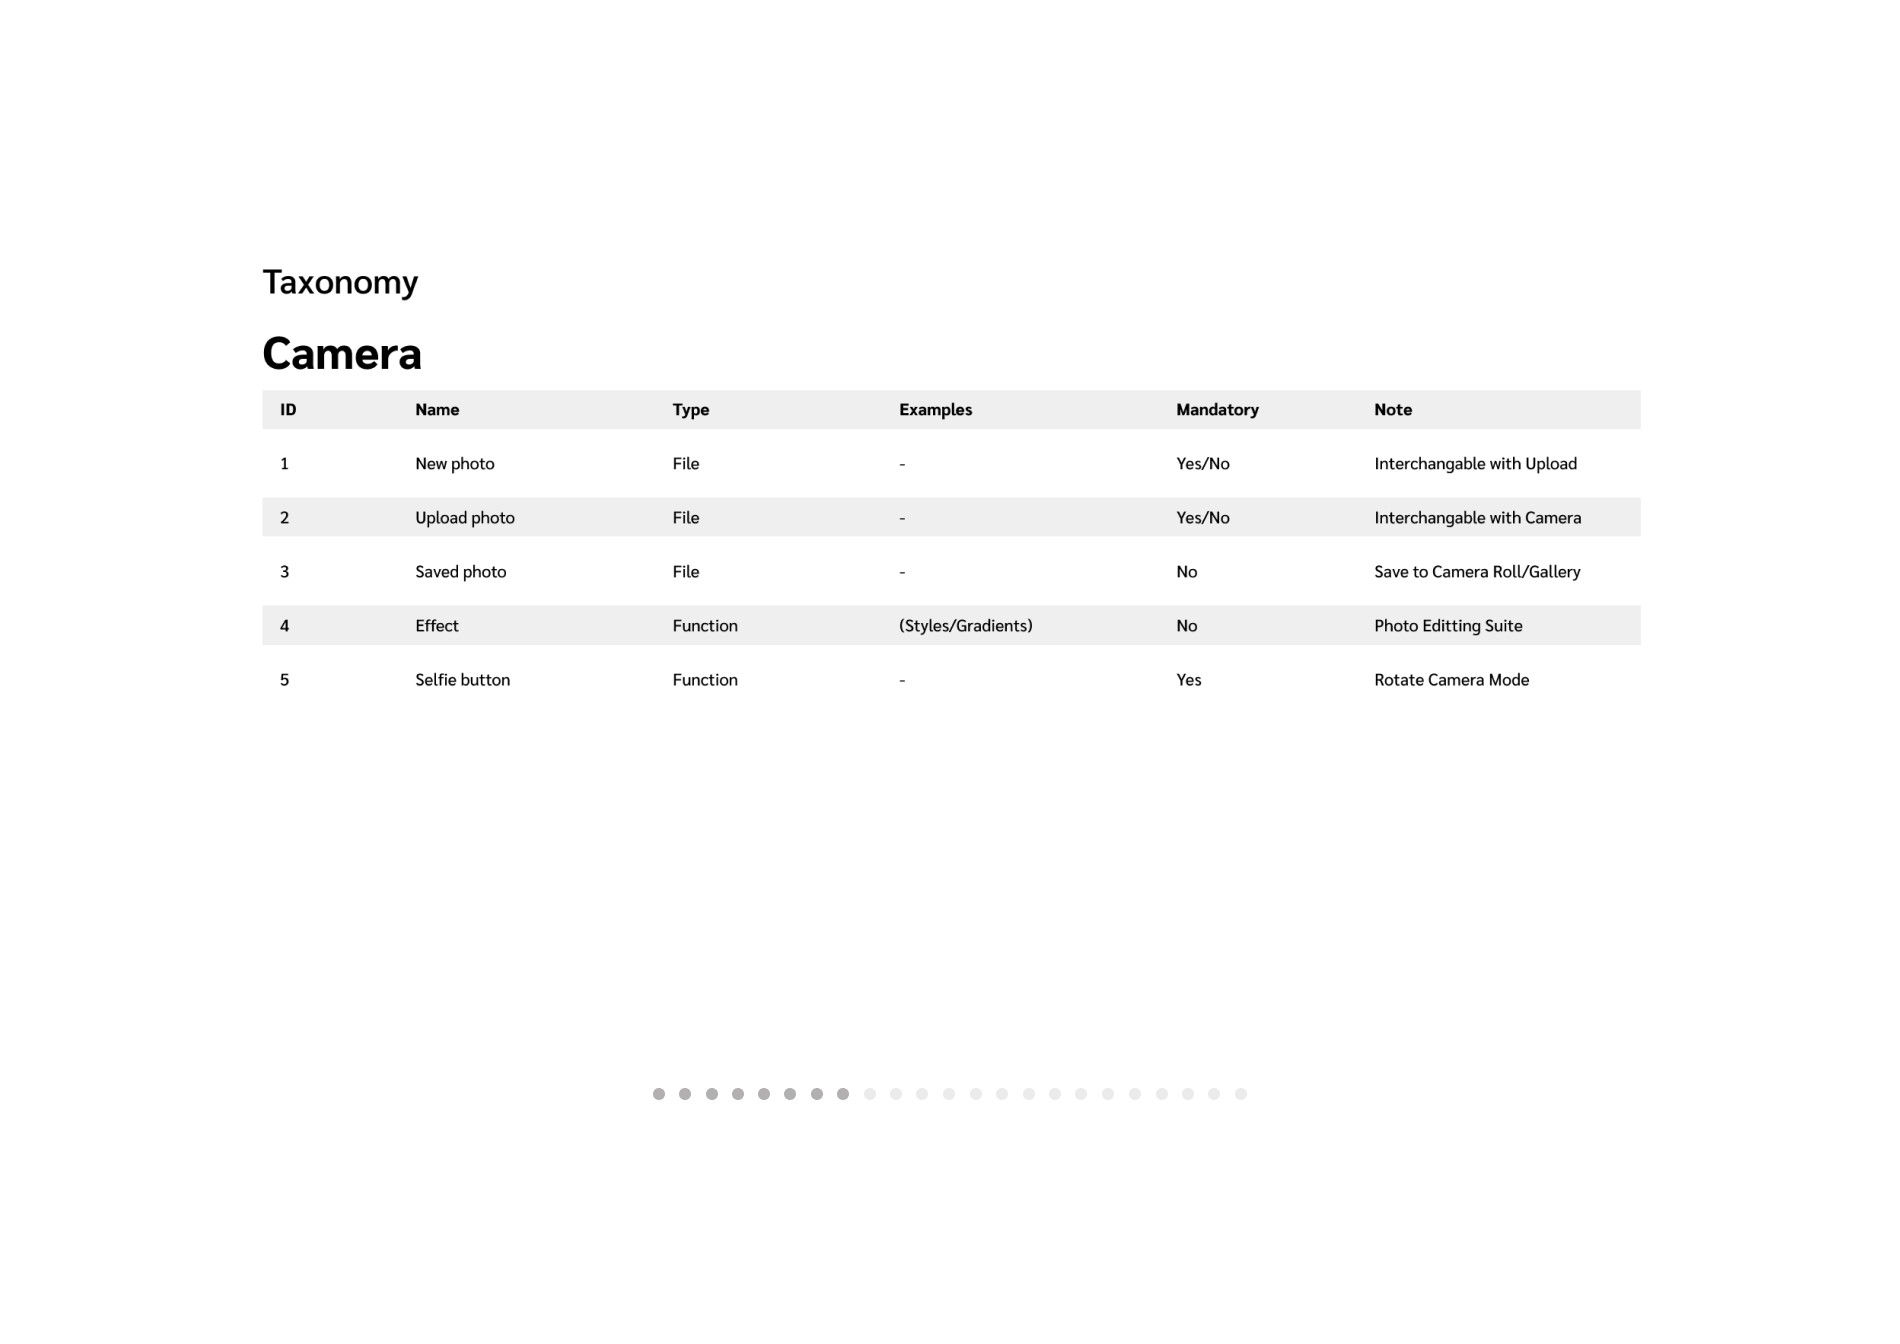 Taxonomy
Camera
ID Name Type Examples Mandatory Note
1 New photo File - Yes/No Interchangable with Upload
2 Upload photo File - Yes/No Interchangable with Camera
3 Saved photo File - No Save to Camera Roll/Gallery
4 Effect Function (Styles/Gradients) No Photo Editting Suite
5 Selfie button Function - Yes Rotate Camera Mode